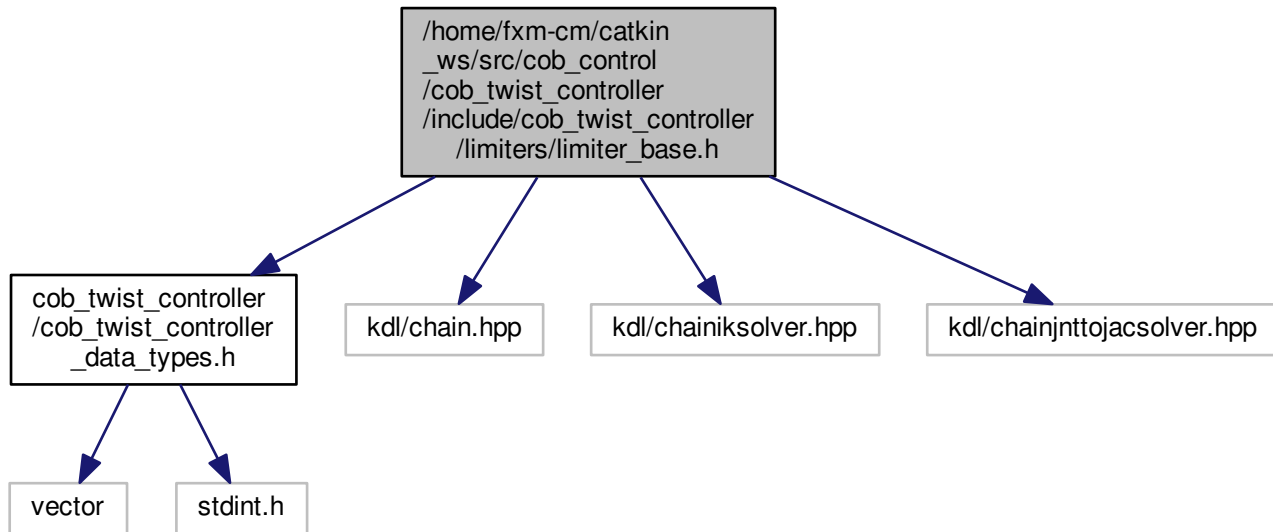 /home/fxm-cm/catkin
_ws/src/cob_control
/cob_twist_controller
/include/cob_twist_controller
/limiters/limiter_base.h
cob_twist_controller
/cob_twist_controller
_data_types.h
kdl/chain.hpp
kdl/chainiksolver.hpp
kdl/chainjnttojacsolver.hpp
vector
stdint.h